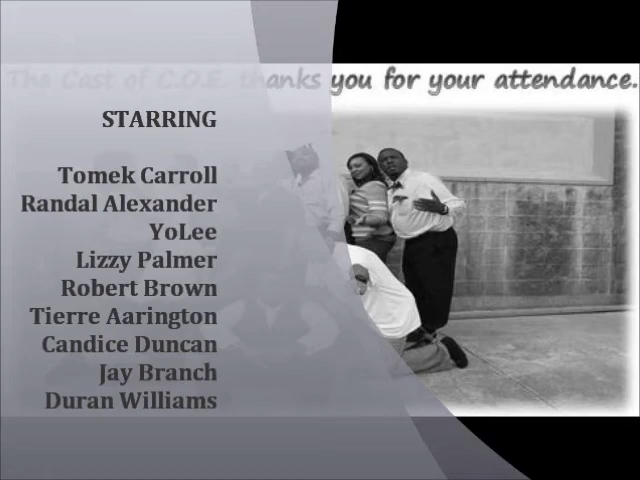 The Cast of C.O.E. thanks you for your attendance.
STARRING
Tomek Carroll
Randal Alexander
YoLee
Lizzy Palmer
Robert Brown
Tierre Aarington
Candice Duncan
Jay Branch
Duran Williams